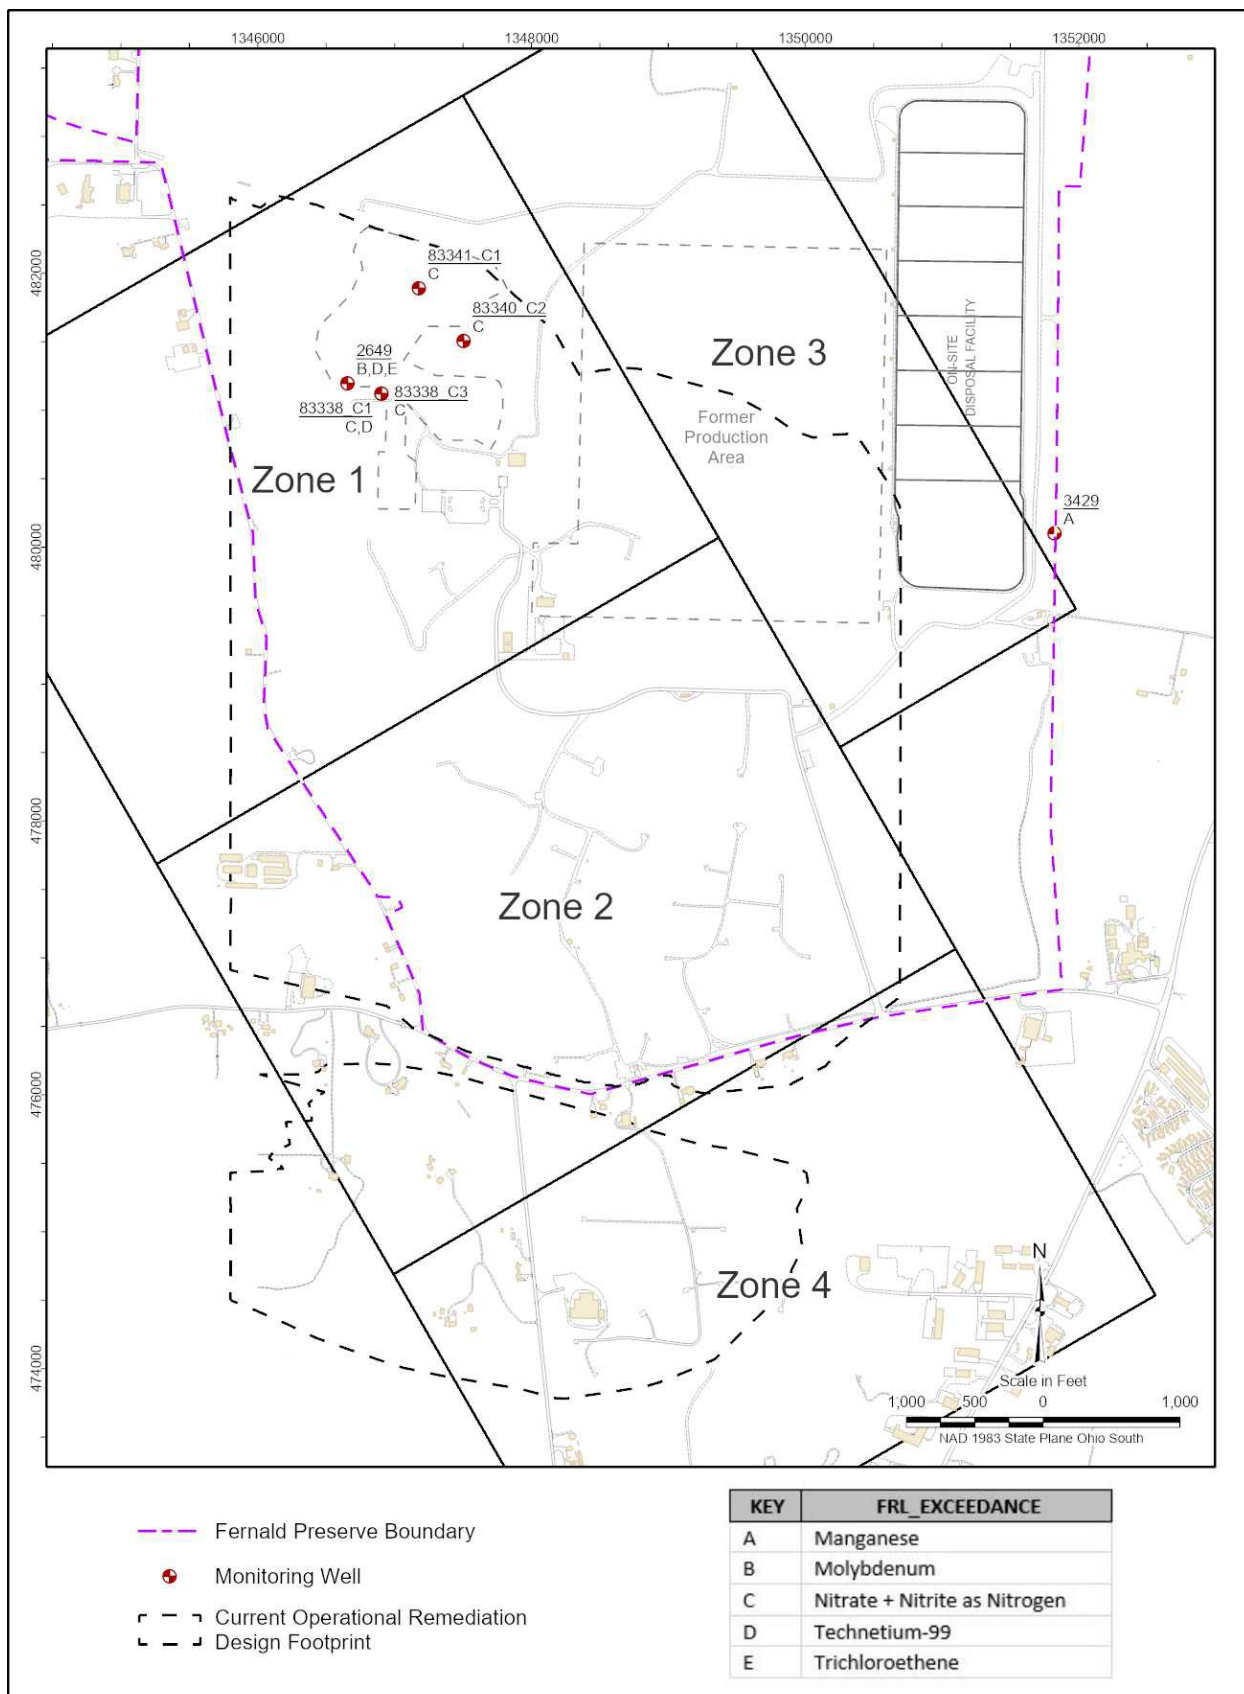 1346000
1348000
1350000
1352000
482000
480000
478000
476000
474000
83341_C1
C
83340_C2
C
2649
B,D,E
83338_C3
C
83338_C1
C,D
Zone 1
Zone 3
Former
Production
Area
ON-SITE
DISPOSAL FACILITY
3429
A
Zone 2
Zone 4
N
Scale in Feet
1,000 500 0 1,000
NAD 1983 State Plane Ohio South
Fernald Preserve Boundary
Monitoring Well
Current Operational Remediation
Design Footprint
KEY FRL_EXCEEDANCE
A Manganese
B Molybdenum
C Nitrate + Nitrite as Nitrogen
D Technetium-99
E Trichloroethene